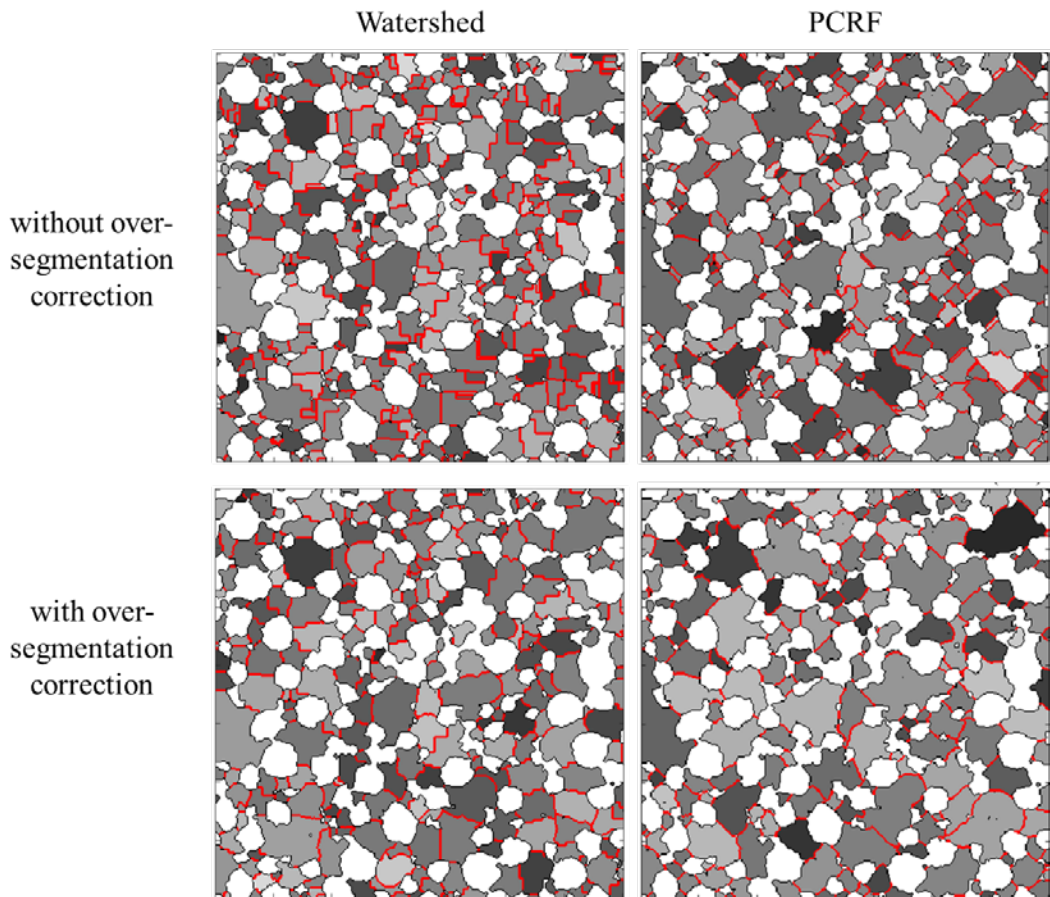 Watershed
PCRF
without over-
segmentation
correction
with over-
segmentation
correction